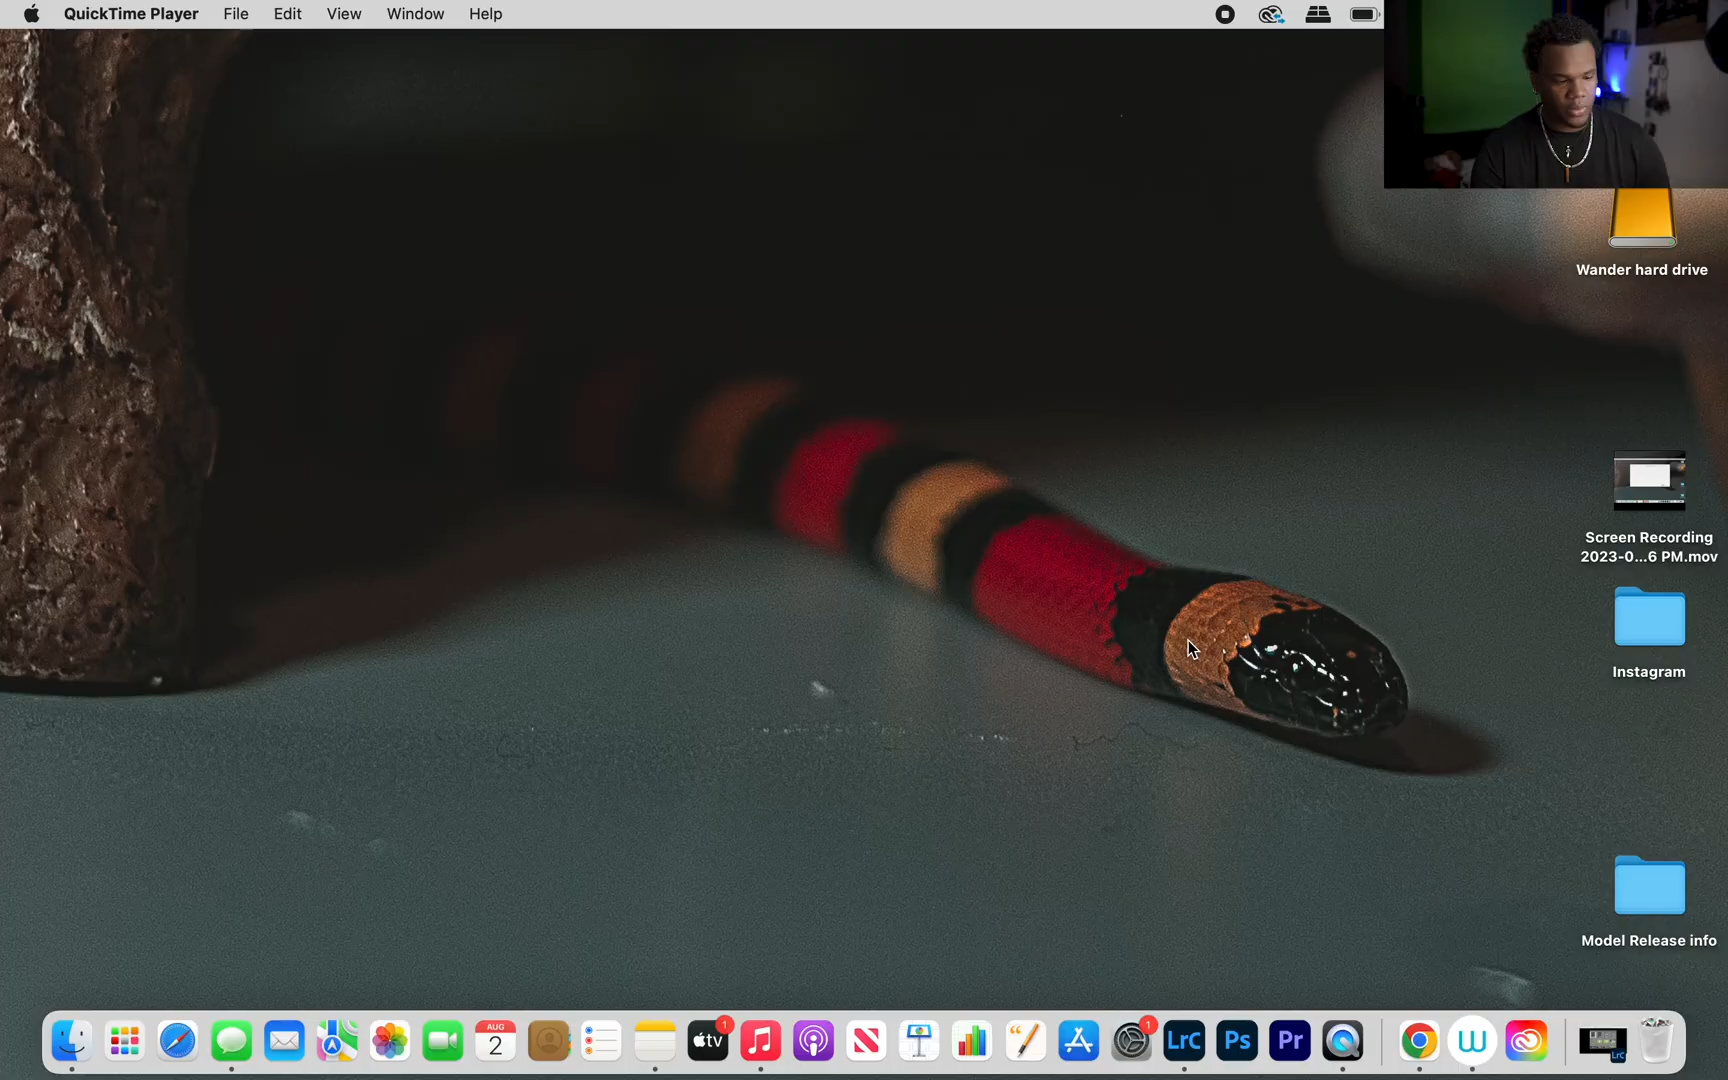 QuickTime Player File Edit View Window Help
Wander hard drive
Screen Recording
2023-0...6 PM.mov
Instagram
Model Release info
AUG
2
tv
1
1
LrC
Ps
Pr
W
LrC